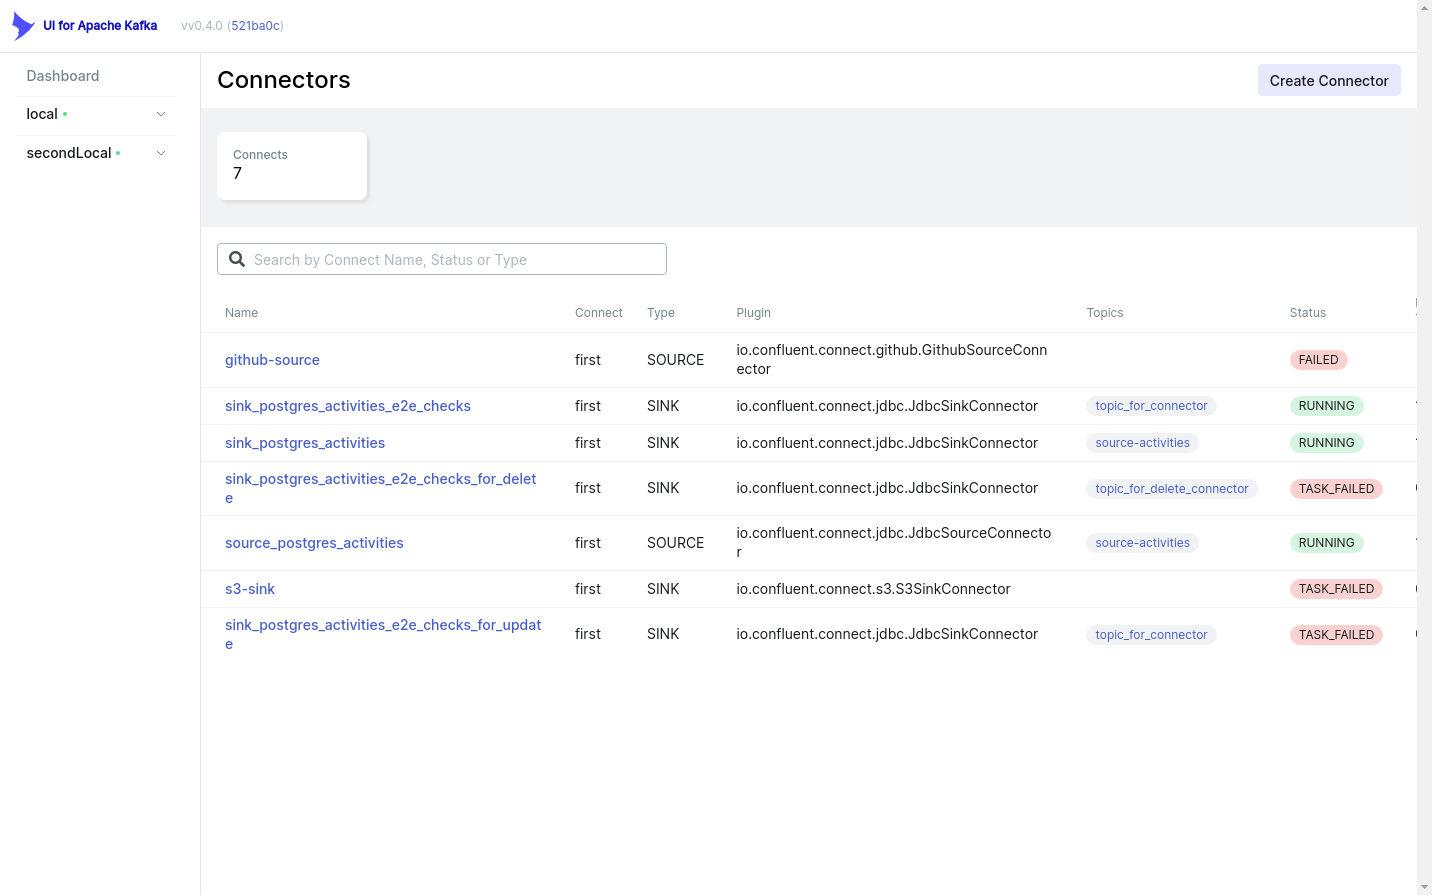 UI for Apache Kafka vv0.4.0 (521ba0c)
Dashboard
local
secondLocal
Connectors
Create Connector
Connects
7
Search by Connect Name, Status or Type
Name Connect Type Plugin Topics Status
github-source first SOURCE io.confluent.connect.github.GithubSourceConn
ector FAILED
sink_postgres_activities_e2e_checks first SINK io.confluent.connect.jdbc.JdbcSinkConnector topic_for_connector RUNNING
sink_postgres_activities first SINK io.confluent.connect.jdbc.JdbcSinkConnector source-activities RUNNING
sink_postgres_activities_e2e_checks_for_delet
e first SINK io.confluent.connect.jdbc.JdbcSinkConnector topic_for_delete_connector TASK_FAILED
source_postgres_activities first SOURCE io.confluent.connect.jdbc.JdbcSourceConnecto
r source-activities RUNNING
s3-sink first SINK io.confluent.connect.s3.S3SinkConnector TASK_FAILED
sink_postgres_activities_e2e_checks_for_updat
e first SINK io.confluent.connect.jdbc.JdbcSinkConnector topic_for_connector TASK_FAILED